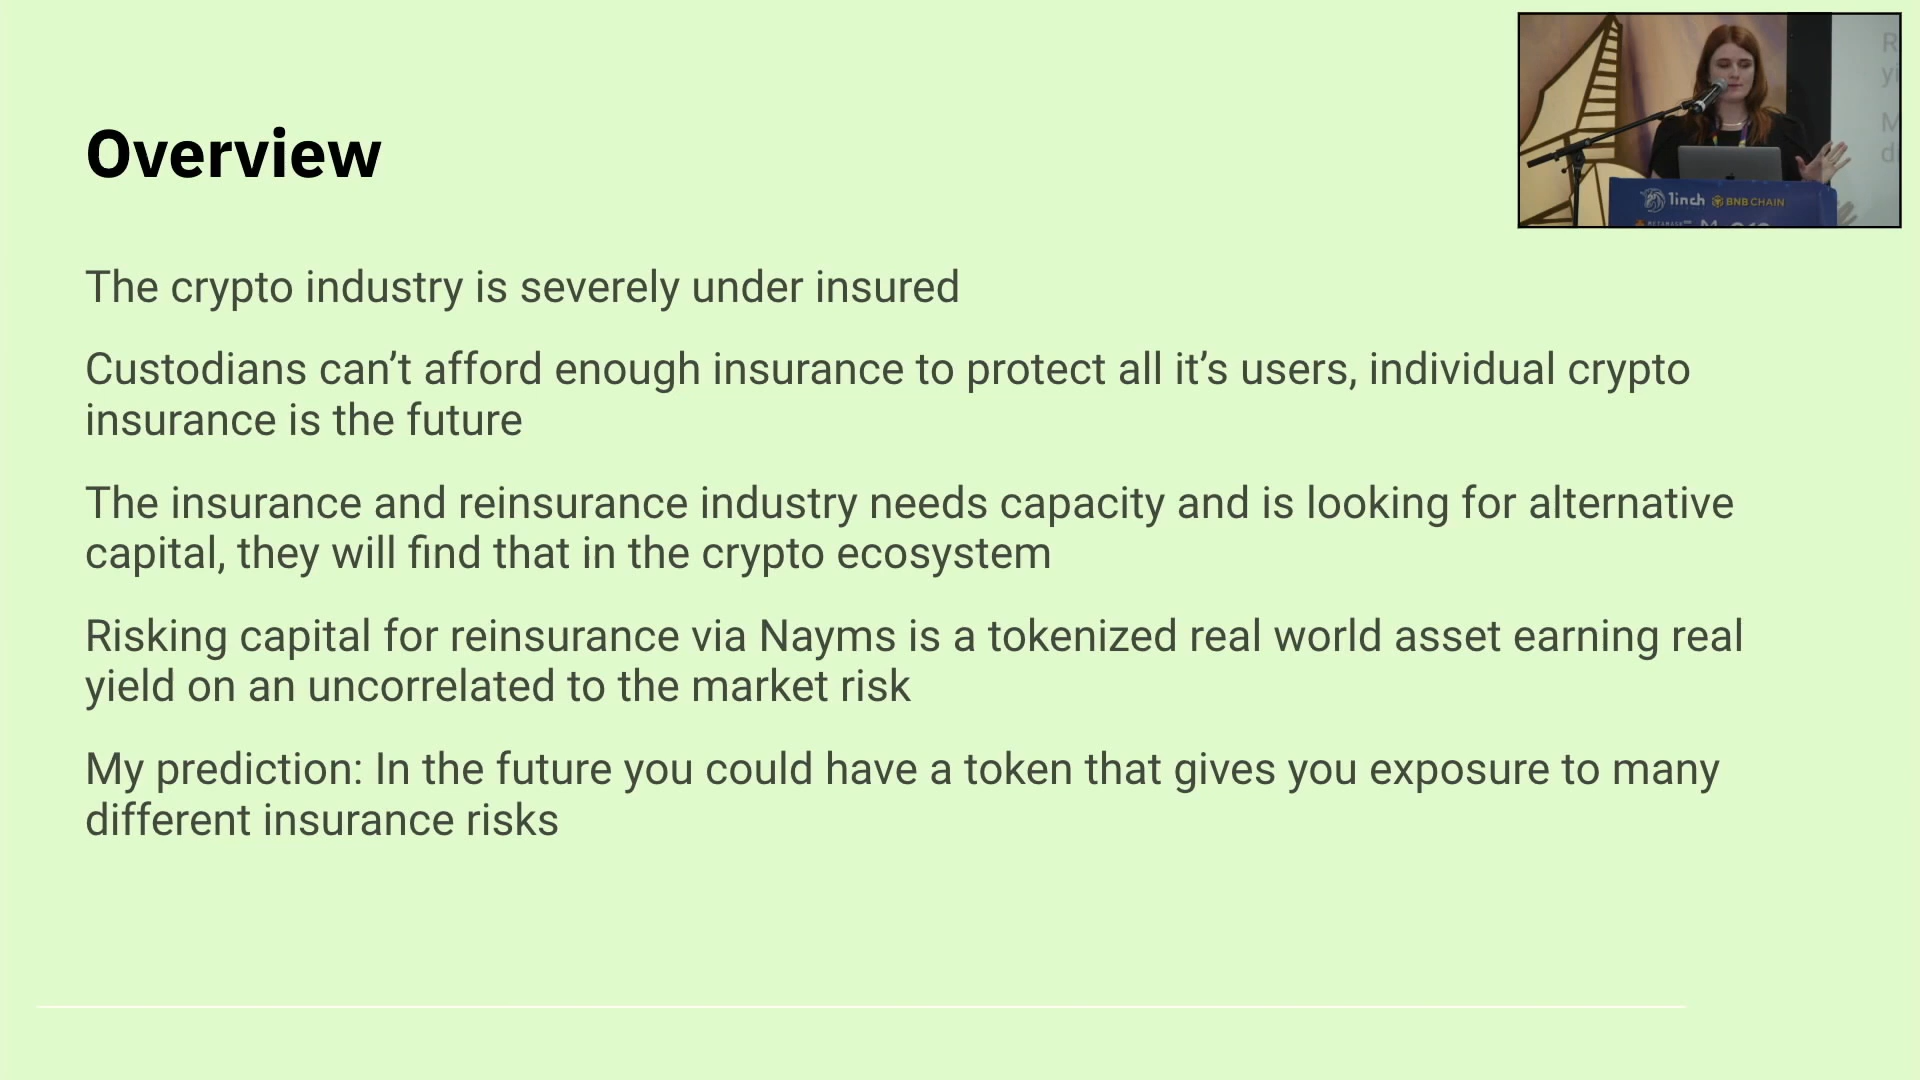 Overview
The crypto industry is severely under insured
Custodians can’t afford enough insurance to protect all it’s users, individual crypto
insurance is the future
The insurance and reinsurance industry needs capacity and is looking for alternative
capital, they will find that in the crypto ecosystem
Risking capital for reinsurance via Nayms is a tokenized real world asset earning real
yield on an uncorrelated to the market risk
My prediction: In the future you could have a token that gives you exposure to many
different insurance risks
1inch BNB CHAIN